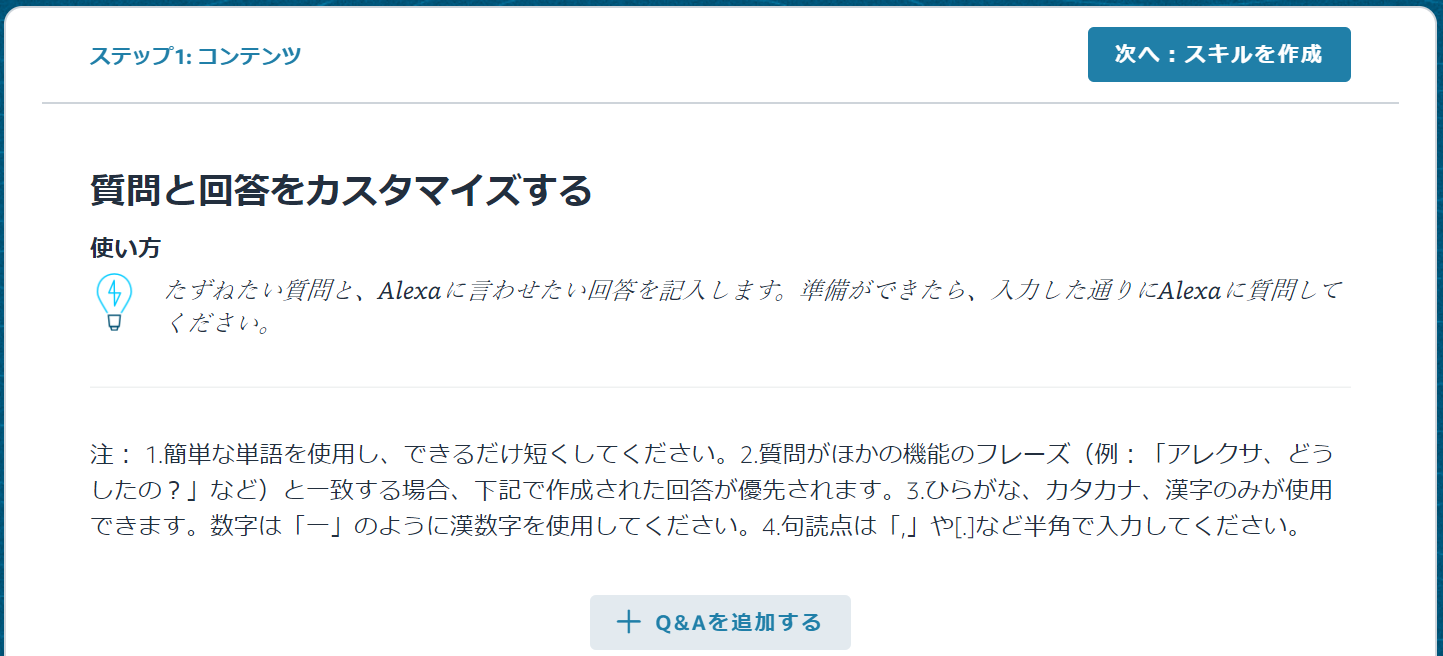 ステップ1: コンテンツ
次へ：スキルを作成
質問と回答をカスタマイズする
使い方
たずねたい質問と、Alexaに言わせたい回答を記入します。準備ができたら、入力した通りにAlexaに質問して
ください。
注： 1.簡単な単語を使用し、できるだけ短くしてください。2.質問がほかの機能のフレーズ（例：「アレクサ、どう
したの？」など）と一致する場合、下記で作成された回答が優先されます。3.ひらがな、カタカナ、漢字のみが使用
できます。数字は「一」のように漢数字を使用してください。4.句読点は「,」や[.]など半角で入力してください。
＋ Q&Aを追加する